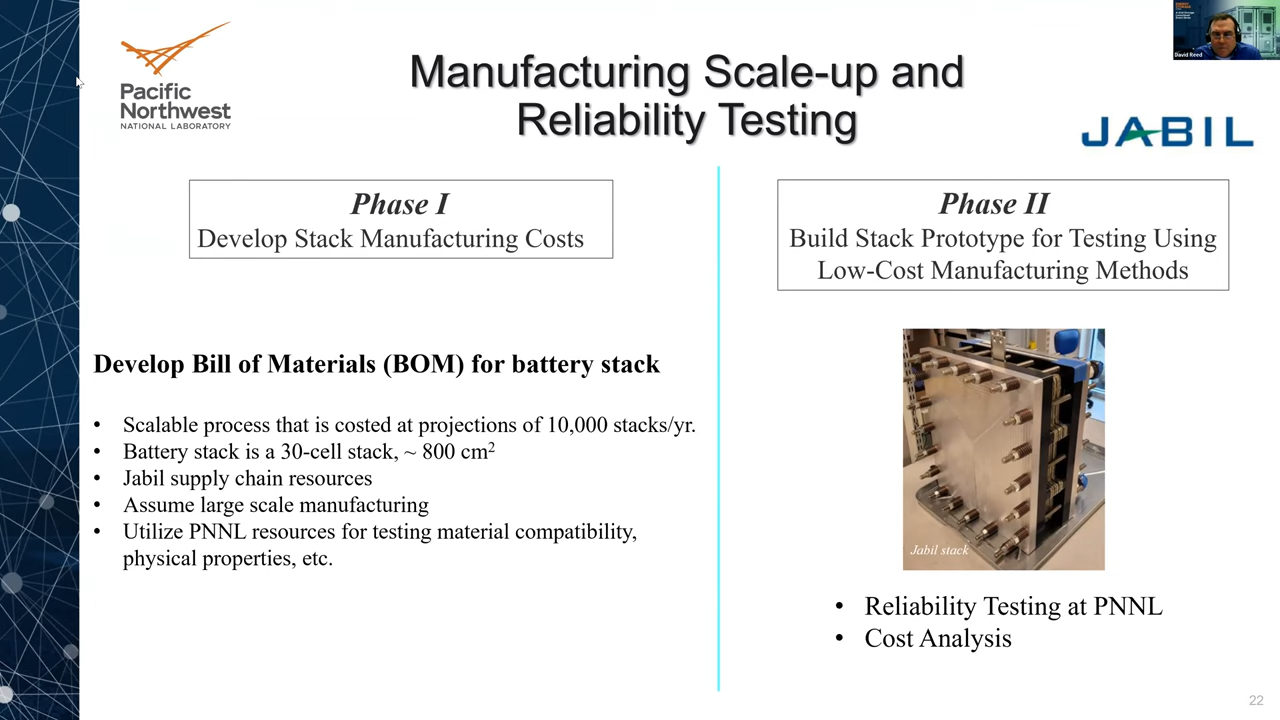 Pacific
Northwest
NATIONAL LABORATORY
Manufacturing Scale-up and
Reliability Testing
David Reed
JABIL
Phase I
Develop Stack Manufacturing Costs
Develop Bill of Materials (BOM) for battery stack
• Scalable process that is costed at projections of 10,000 stacks/yr.
• Battery stack is a 30-cell stack, ~ 800 cm²
• Jabil supply chain resources
• Assume large scale manufacturing
• Utilize PNNL resources for testing material compatibility,
physical properties, etc.
Phase II
Build Stack Prototype for Testing Using
Low-Cost Manufacturing Methods
Jabil stack
• Reliability Testing at PNNL
• Cost Analysis
22